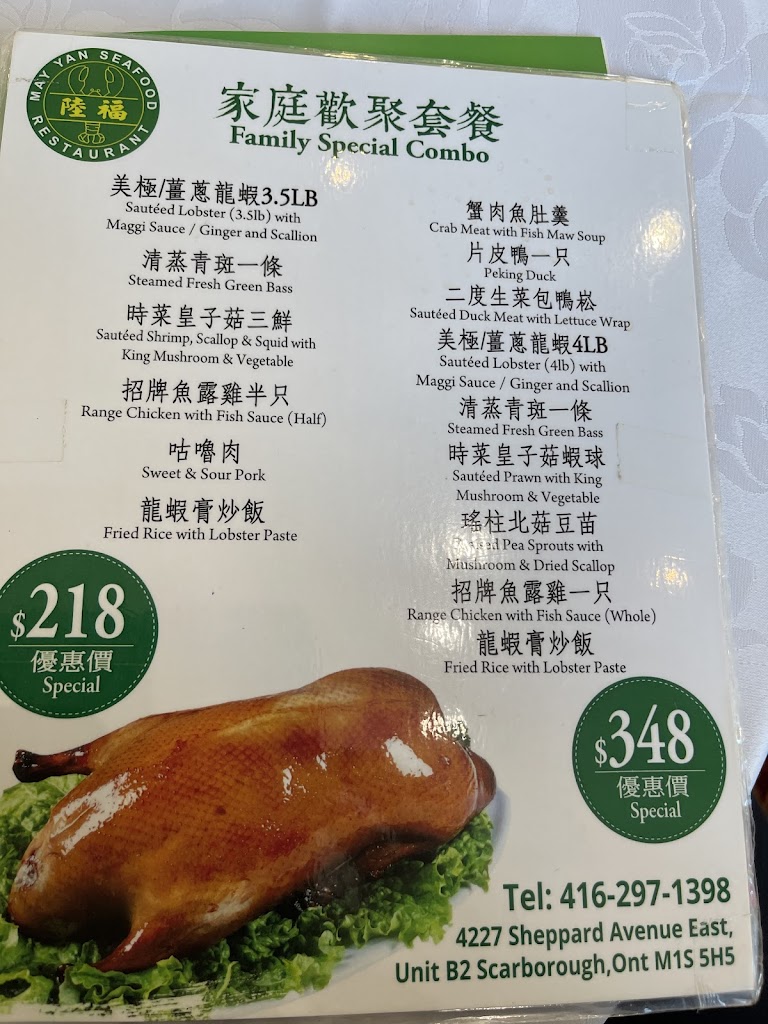 MAY YAN SEAFOOD
陸福
RESTAURANT
家庭歡聚套餐
Family Special Combo
美極/薑蔥龍蝦3.5LB
Sautéed Lobster (3.5lb) with
Maggi Sauce / Ginger and Scallion
清蒸青斑一條
Steamed Fresh Green Bass
時菜皇子菇三鮮
Sautéed Shrimp, Scallop & Squid with
King Mushroom & Vegetable
招牌魚露雞半只
Range Chicken with Fish Sauce (Half)
咕嚕肉
Sweet & Sour Pork
龍蝦膏炒飯
Fried Rice with Lobster Paste
$218
優惠價
Special
蟹肉魚肚羹
Crab Meat with Fish Maw Soup
片皮鴨一只
Peking Duck
二度生菜包鴨崧
Sautéed Duck Meat with Lettuce Wrap
美極/薑蔥龍蝦4LB
Sautéed Lobster (4lb) with
Maggi Sauce / Ginger and Scallion
清蒸青斑一條
Steamed Fresh Green Bass
時菜皇子菇蝦球
Sautéed Prawn with King
Mushroom & Vegetable
瑤柱北菇豆苗
Pea Sprouts with
Mushroom & Dried Scallop
招牌魚露雞一只
Range Chicken with Fish Sauce (Whole)
龍蝦膏炒飯
Fried Rice with Lobster Paste
$348
優惠價
Special
Tel: 416-297-1398
4227 Sheppard Avenue East,
Unit B2 Scarborough,Ont M1S 5H5